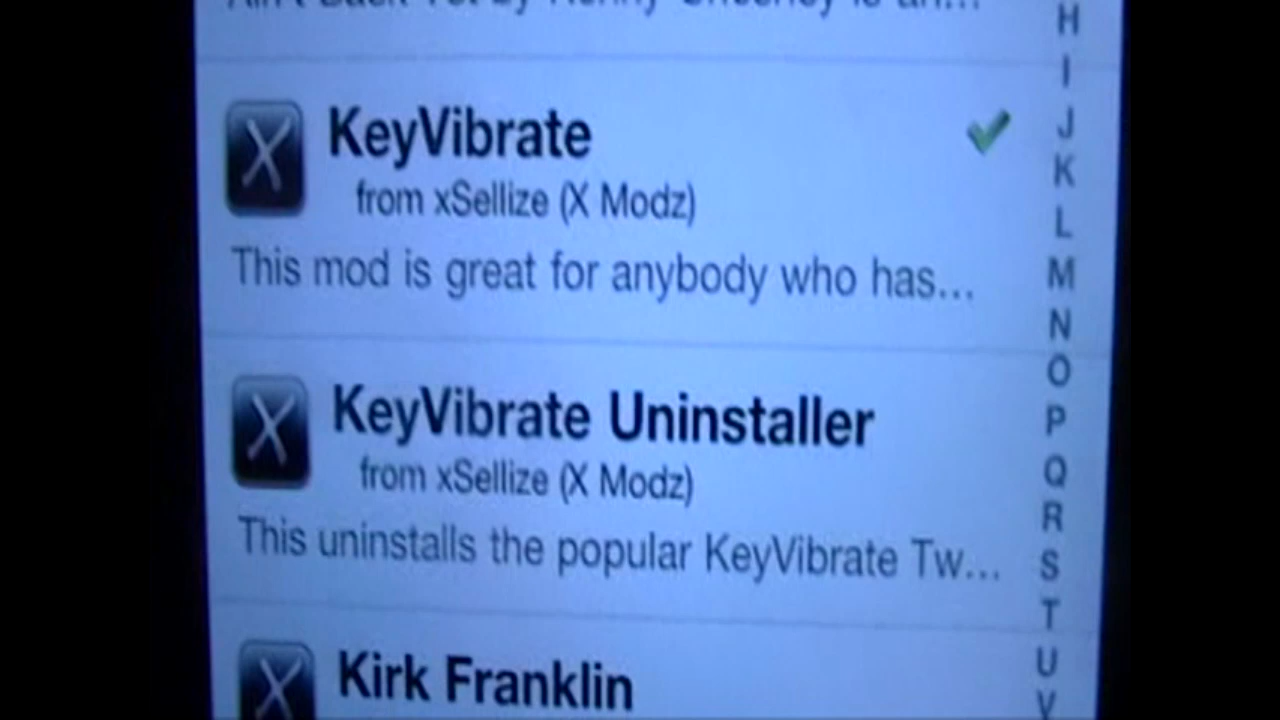 H
I
KeyVibrate
J
from xSellize (X Modz)
K
L
This mod is great for anybody who has...
M
N
O
KeyVibrate Uninstaller
P
from xSellize (X Modz)
Q
R
This uninstalls the popular KeyVibrate Tw...
S
T
Kirk Franklin
U
V